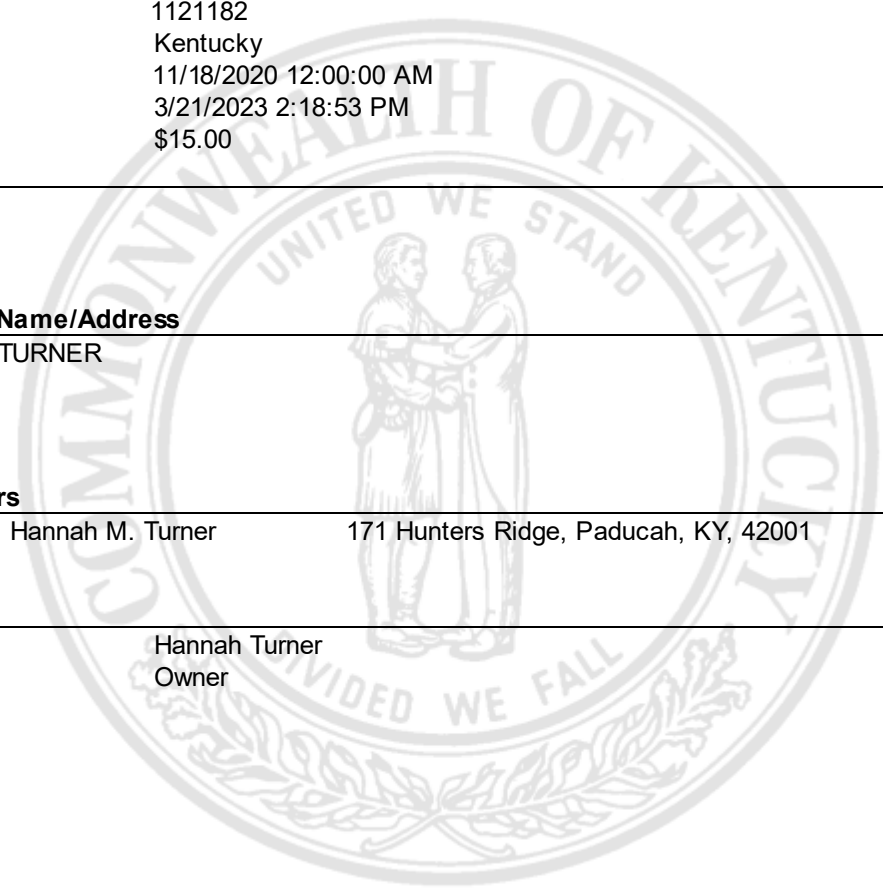 1121182
Kentucky
11/18/2020 12:00:00 AM
3/21/2023 2:18:53 PM
$15.00
COMMONWEALTH OF KENTUCKY
UNITED WE STAND
Name/Address
TURNER
rs
Hannah M. Turner 171 Hunters Ridge, Paducah, KY, 42001
Hannah Turner
Owner
DIVIDED WE FALL